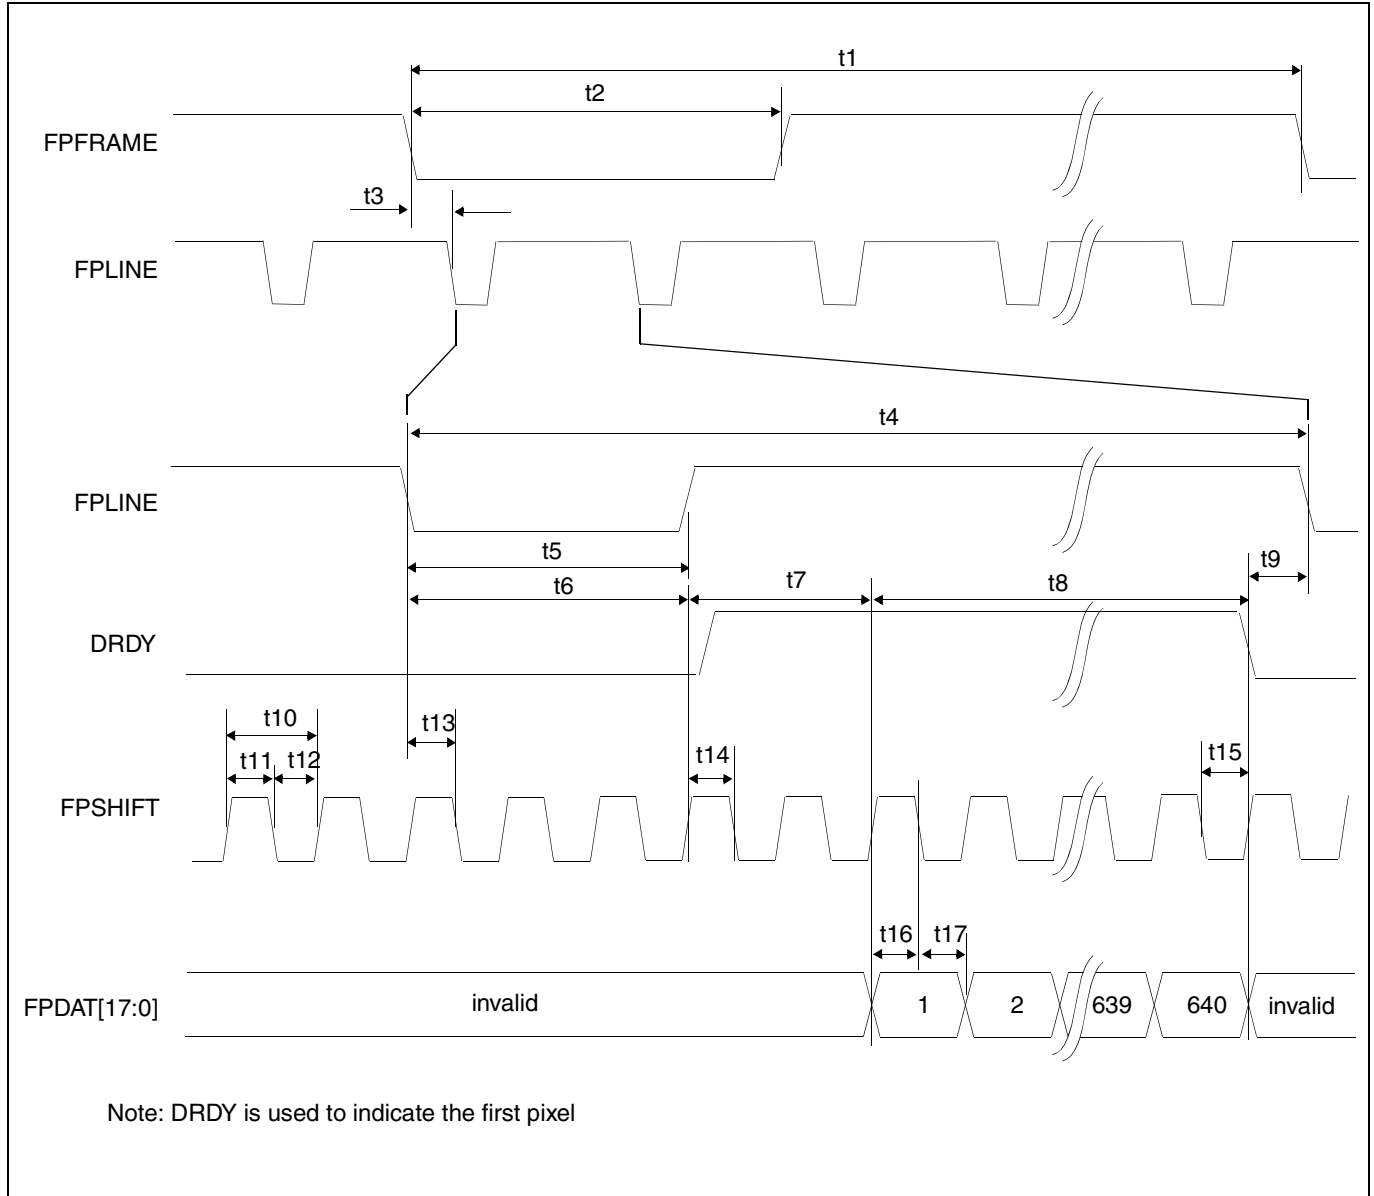 t1
t2
FPFRAME
t3
FPLINE
t4
FPLINE
t5
t9
t6
t7
t8
DRDY
t10
t13
t11
t12
t14
t15
FPSHIFT
t16
t17
FPDAT[17:0]
invalid
1
2
639
640
invalid
Note: DRDY is used to indicate the first pixel